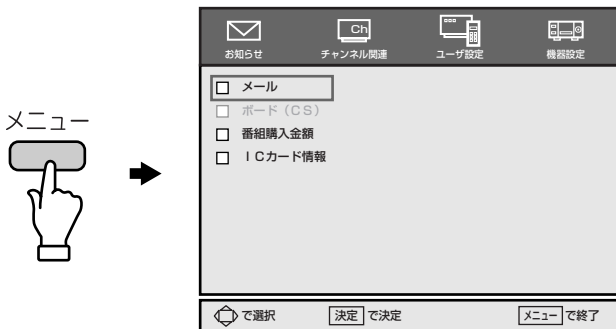 メニュー
Ch
お知らせ チャンネル関連 ユーザ設定 機器設定
メール
ボード（CS）
番組購入金額
ICカード情報
で選択 決定 で決定 メニュー で終了